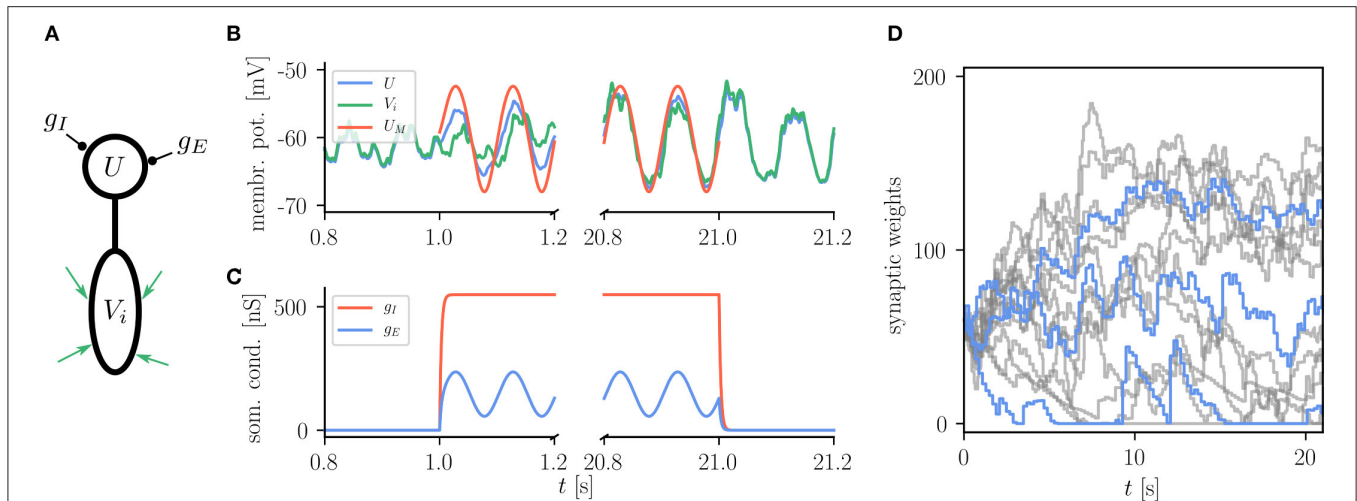 A
g_I
g_E
U
V_i
B
membr. pot. [mV]
-50
-60
-70
U
V_i
U_M
0.8 1.0 1.2 20.8 21.0 21.2
C
som. cond. [nS]
500
0
g_I
g_E
0.8 1.0 1.2 20.8 21.0 21.2
t [s]
D
synaptic weights
200
100
0
0 10 20
t [s]